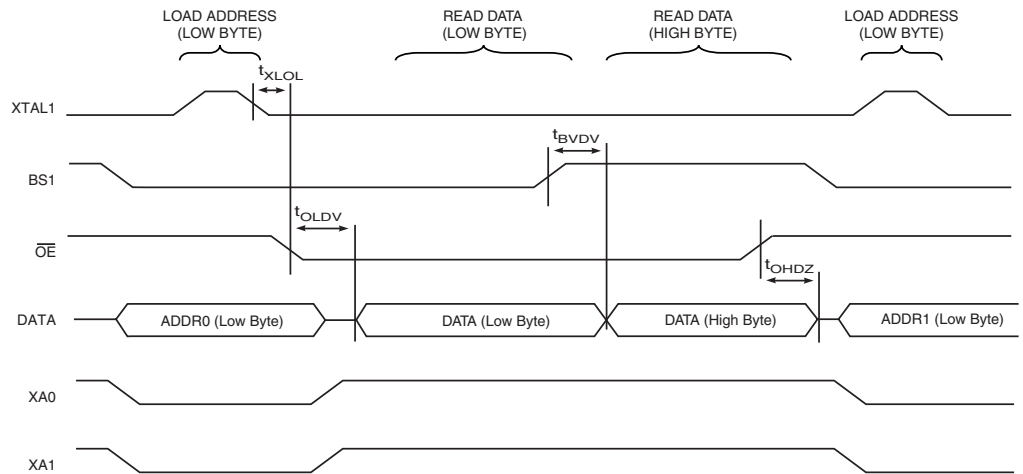 LOAD ADDRESS
(LOW BYTE)
READ DATA
(LOW BYTE)
READ DATA
(HIGH BYTE)
LOAD ADDRESS
(LOW BYTE)
tXLOL
XTAL1
tBVDV
BS1
tOLDV
OE
tOHDZ
DATA
ADDR0 (Low Byte)
DATA (Low Byte)
DATA (High Byte)
ADDR1 (Low Byte)
XA0
XA1